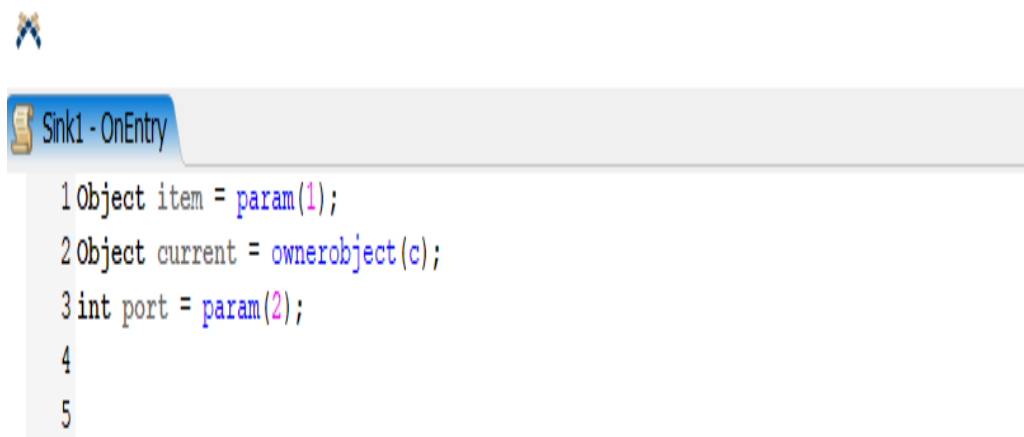 Sink1 - OnEntry
1 Object item = param(1);
2 Object current = ownerobject(c);
3 int port = param(2);
4
5